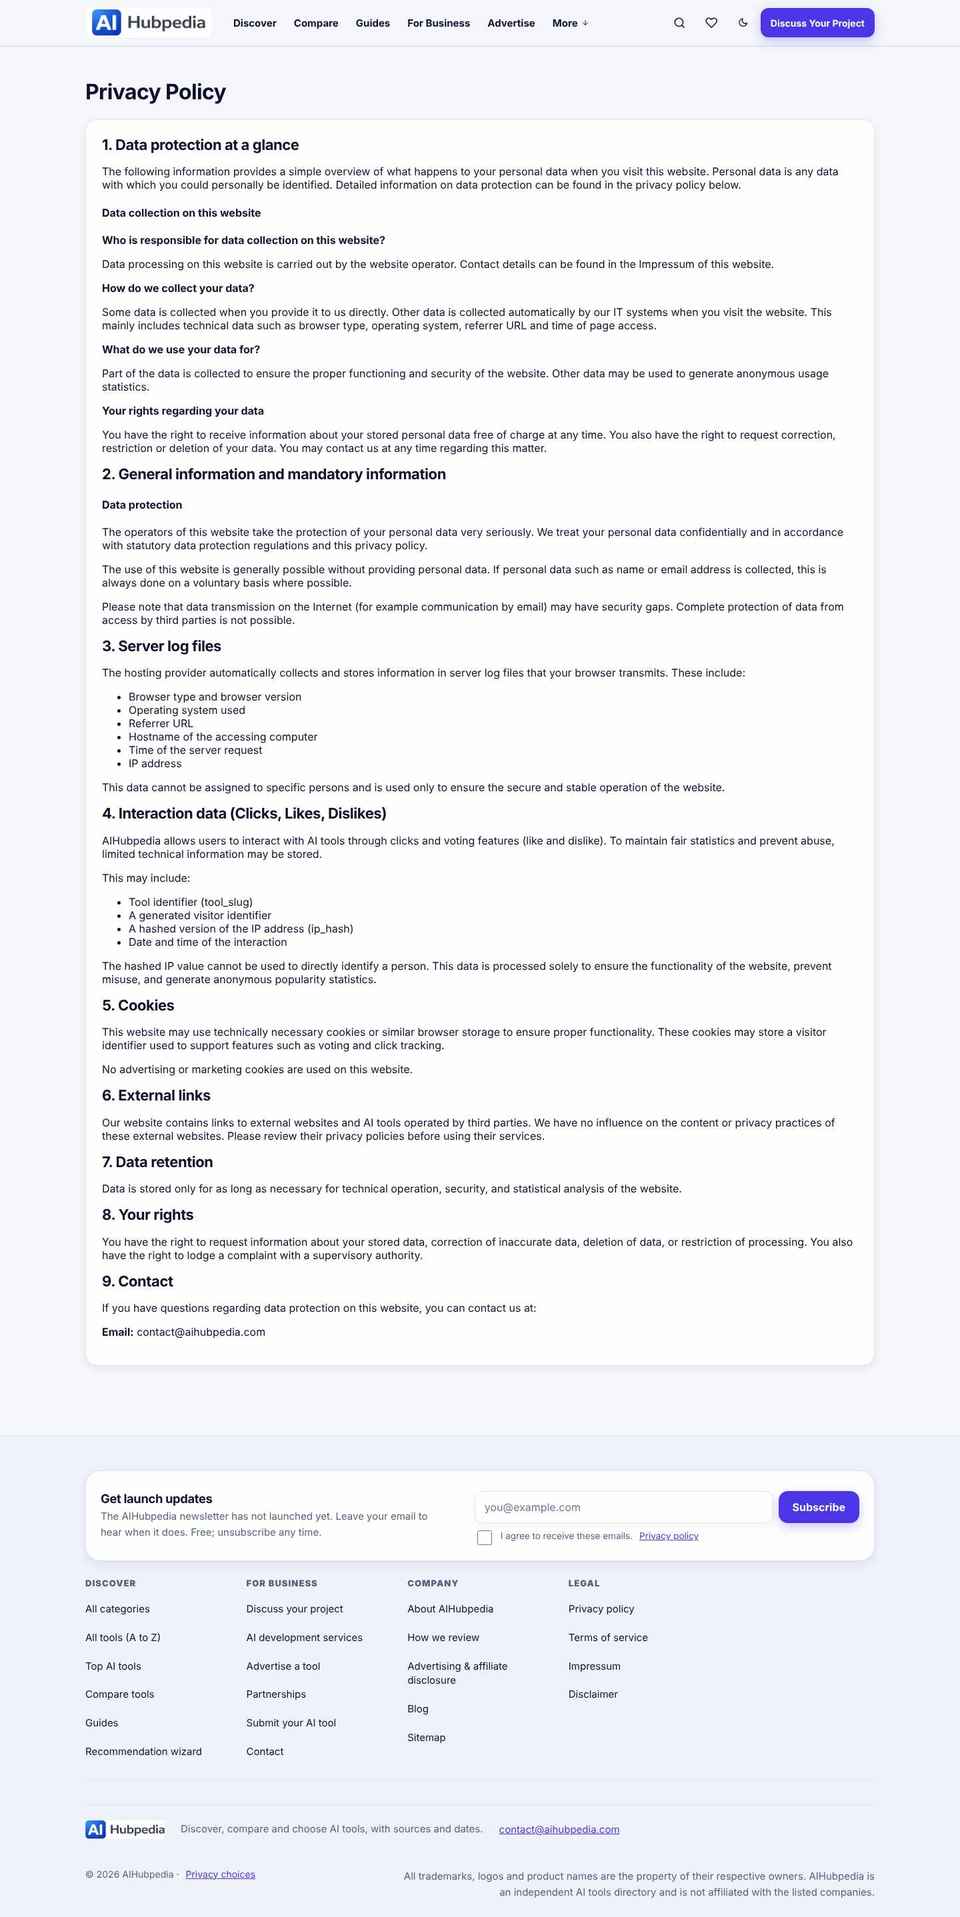 AI Hubpedia
Discover Compare Guides For Business Advertise More
Discuss Your Project
Privacy Policy
1. Data protection at a glance
The following information provides a simple overview of what happens to your personal data when you visit this website. Personal data is any data
with which you could personally be identified. Detailed information on data protection can be found in the privacy policy below.
Data collection on this website
Who is responsible for data collection on this website?
Data processing on this website is carried out by the website operator. Contact details can be found in the Impressum of this website.
How do we collect your data?
Some data is collected when you provide it to us directly. Other data is collected automatically by our IT systems when you visit the website. This
mainly includes technical data such as browser type, operating system, referrer URL and time of page access.
What do we use your data for?
Part of the data is collected to ensure the proper functioning and security of the website. Other data may be used to generate anonymous usage
statistics.
Your rights regarding your data
You have the right to receive information about your stored personal data free of charge at any time. You also have the right to request correction,
restriction or deletion of your data. You may contact us at any time regarding this matter.
2. General information and mandatory information
Data protection
The operators of this website take the protection of your personal data very seriously. We treat your personal data confidentially and in accordance
with statutory data protection regulations and this privacy policy.
The use of this website is generally possible without providing personal data. If personal data such as name or email address is collected, this is
always done on a voluntary basis where possible.
Please note that data transmission on the Internet (for example communication by email) may have security gaps. Complete protection of data from
access by third parties is not possible.
3. Server log files
The hosting provider automatically collects and stores information in server log files that your browser transmits. These include:
• Browser type and browser version
• Operating system used
• Referrer URL
• Hostname of the accessing computer
• Time of the server request
• IP address
This data cannot be assigned to specific persons and is used only to ensure the secure and stable operation of the website.
4. Interaction data (Clicks, Likes, Dislikes)
AIHubpedia allows users to interact with AI tools through clicks and voting features (like and dislike). To maintain fair statistics and prevent abuse,
limited technical information may be stored.
This may include:
• Tool identifier (tool_slug)
• A generated visitor identifier
• A hashed version of the IP address (ip_hash)
• Date and time of the interaction
The hashed IP value cannot be used to directly identify a person. This data is processed solely to ensure the functionality of the website, prevent
misuse, and generate anonymous popularity statistics.
5. Cookies
This website may use technically necessary cookies or similar browser storage to ensure proper functionality. These cookies may store a visitor
identifier used to support features such as voting and click tracking.
No advertising or marketing cookies are used on this website.
6. External links
Our website contains links to external websites and AI tools operated by third parties. We have no influence on the content or privacy practices of
these external websites. Please review their privacy policies before using their services.
7. Data retention
Data is stored only for as long as necessary for technical operation, security, and statistical analysis of the website.
8. Your rights
You have the right to request information about your stored data, correction of inaccurate data, deletion of data, or restriction of processing. You also
have the right to lodge a complaint with a supervisory authority.
9. Contact
If you have questions regarding data protection on this website, you can contact us at:
Email: contact@aihubpedia.com
Get launch updates
The AIHubpedia newsletter has not launched yet. Leave your email to
hear when it does. Free; unsubscribe any time.
you@example.com
Subscribe
I agree to receive these emails. Privacy policy
DISCOVER
All categories
All tools (A to Z)
Top AI tools
Compare tools
Guides
Recommendation wizard
FOR BUSINESS
Discuss your project
AI development services
Advertise a tool
Partnerships
Submit your AI tool
Contact
COMPANY
About AIHubpedia
How we review
Advertising & affiliate
disclosure
Blog
Sitemap
LEGAL
Privacy policy
Terms of service
Impressum
Disclaimer
AI Hubpedia
Discover, compare and choose AI tools, with sources and dates.
contact@aihubpedia.com
© 2026 AIHubpedia · Privacy choices
All trademarks, logos and product names are the property of their respective owners. AIHubpedia is
an independent AI tools directory and is not affiliated with the listed companies.